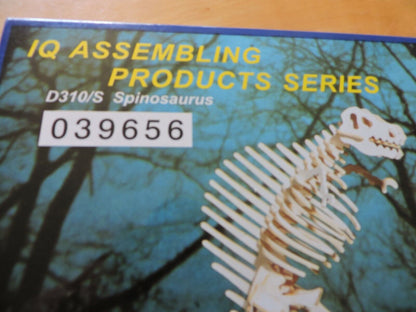 IQ ASSEMBLING
PRODUCTS SERIES
D310/S Spinosaurus
039656